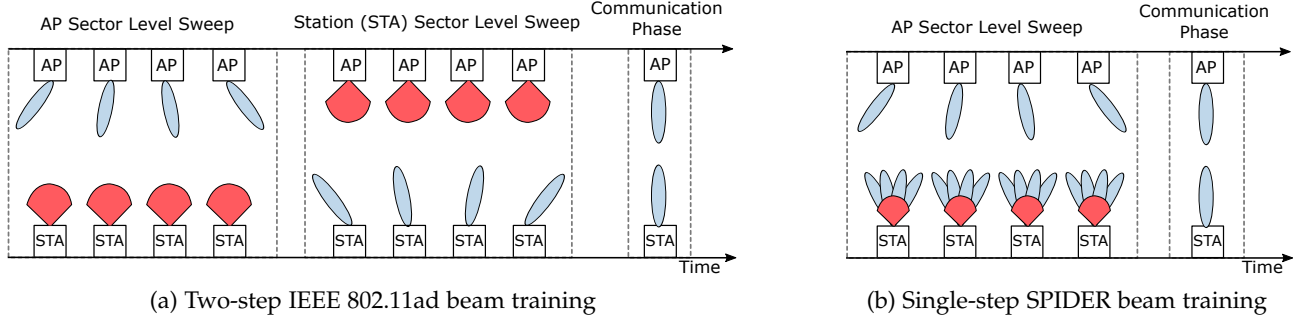 AP Sector Level Sweep
Station (STA) Sector Level Sweep
Communication
Phase
AP AP AP AP
AP AP AP AP
AP
STA STA STA STA
STA STA STA STA
STA
Time
(a) Two-step IEEE 802.11ad beam training
AP Sector Level Sweep
Communication
Phase
AP AP AP AP
AP
STA STA STA STA
STA
Time
(b) Single-step SPIDER beam training